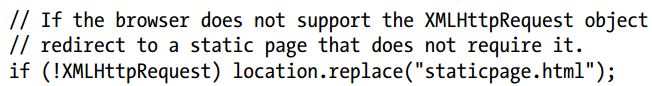 // If the browser does not support the XMLHttpRequest object
// redirect to a static page that does not require it.
if (!XMLHttpRequest) location.replace("staticpage.html");